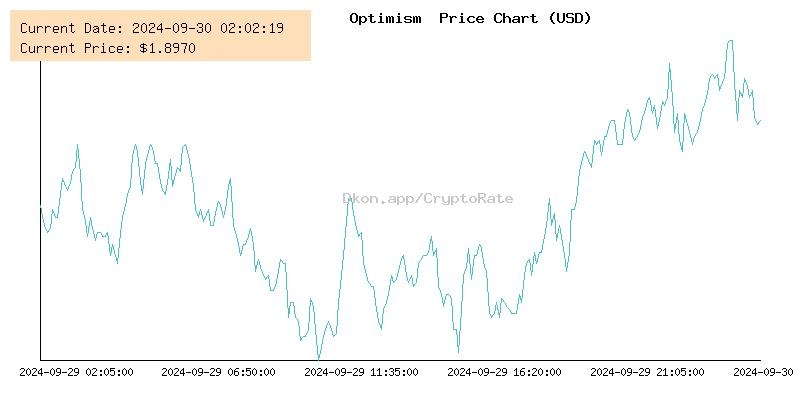 Optimism  Price Chart (USD)
Current Date: 2024-09-30 02:02:19
Current Price: $1.8970
Dkon.app/CryptoRate
2024-09-29 02:05:00 2024-09-29 06:50:00 2024-09-29 11:35:00 2024-09-29 16:20:00 2024-09-29 21:05:00 2024-09-30